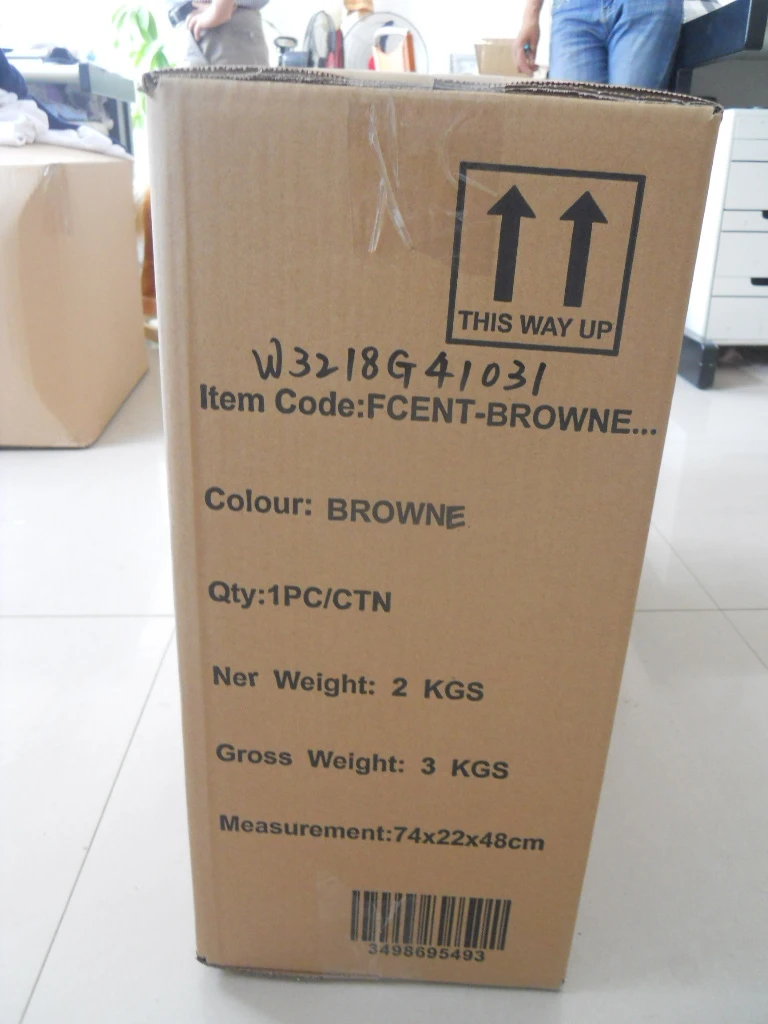 THIS WAY UP
W3218G41031
Item Code:FCENT-BROWNE...
Colour: BROWNE
Qty:1PC/CTN
Ner Weight: 2 KGS
Gross Weight: 3 KGS
Measurement:74x22x48cm
3498695493